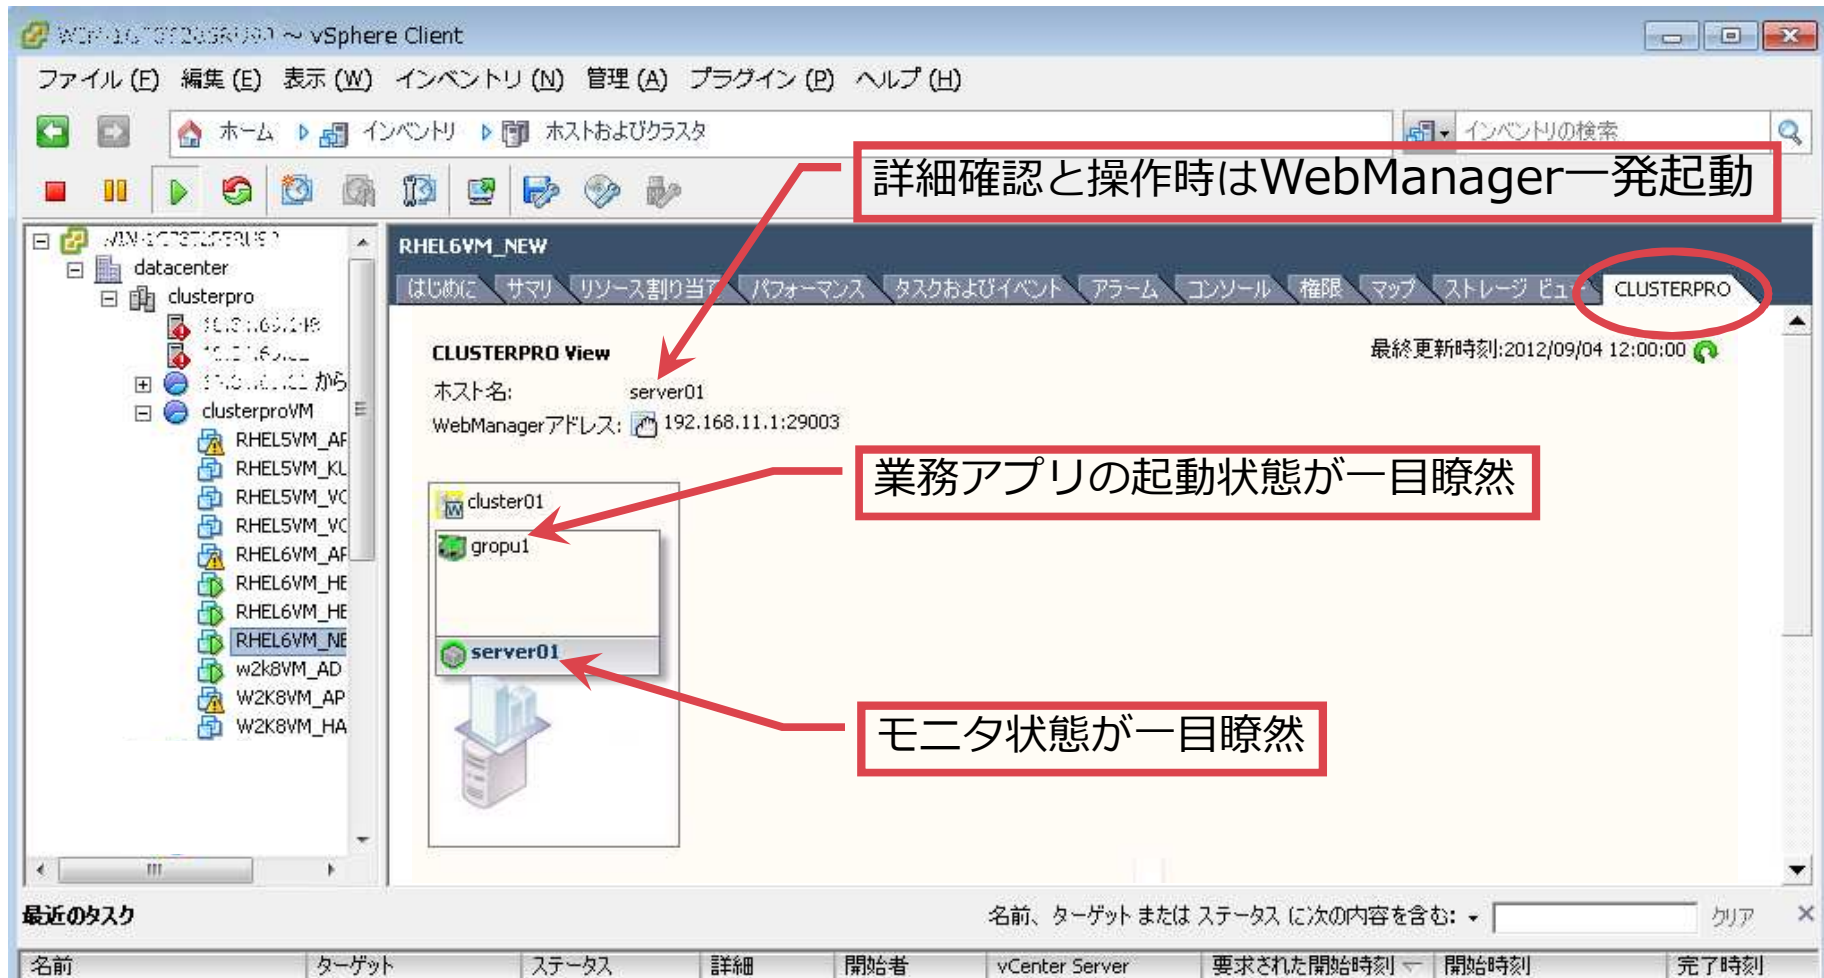 ~ vSphere Client
ファイル (F) 編集 (E) 表示 (W) インベントリ (N) 管理 (A) プラグイン (P) ヘルプ (H)
ホーム インベントリ ホストおよびクラスタ インベントリの検索
詳細確認と操作時はWebManager一発起動
datacenter
clusterpro
から
clusterproVM
RHEL5VM_AF
RHEL5VM_KU
RHEL5VM_VC
RHEL5VM_VC
RHEL6VM_AF
RHEL6VM_HE
RHEL6VM_HE
RHEL6VM_NE
w2k8VM_AD
W2K8VM_AP
W2K8VM_HA
RHEL6VM_NEW
はじめに サマリ リソース割り当て パフォーマンス タスクおよびイベント アラーム コンソール 権限 マップ ストレージ ビュー CLUSTERPRO
CLUSTERPRO View 最終更新時刻:2012/09/04 12:00:00
ホスト名: server01
WebManagerアドレス: 192.168.11.1:29003
業務アプリの起動状態が一目瞭然
cluster01
gropu1
server01
モニタ状態が一目瞭然
最近のタスク 名前、ターゲット または ステータス に次の内容を含む: クリア
名前 ターゲット ステータス 詳細 開始者 vCenter Server 要求された開始時刻 開始時刻 完了時刻